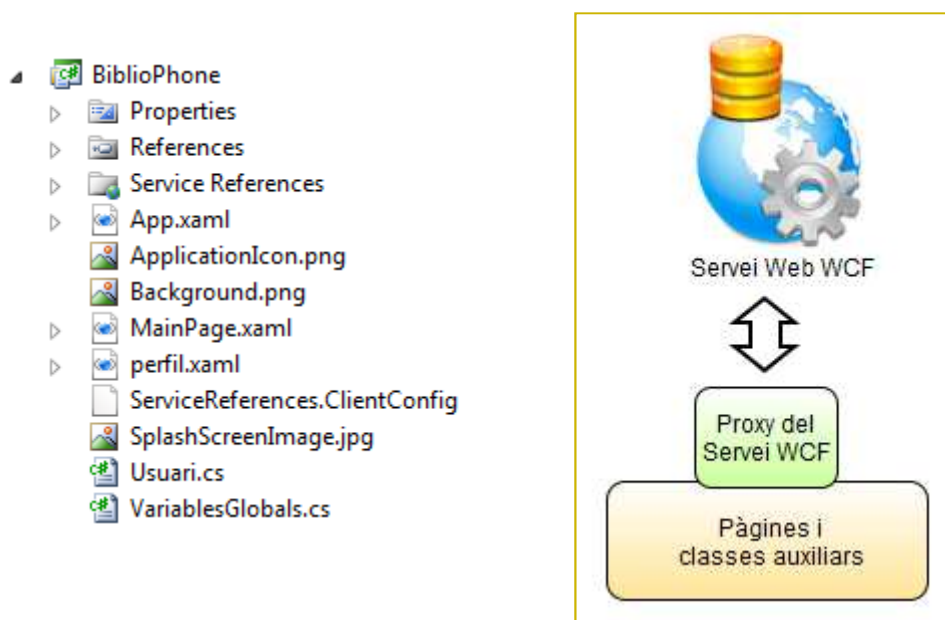 BiblioPhone
Properties
References
Service References
App.xaml
ApplicationIcon.png
Background.png
MainPage.xaml
perfil.xaml
ServiceReferences.ClientConfig
SplashScreenImage.jpg
Usuari.cs
VariablesGlobals.cs
Servei Web WCF
Proxy del
Servei WCF
Pàgines i
classes auxiliars